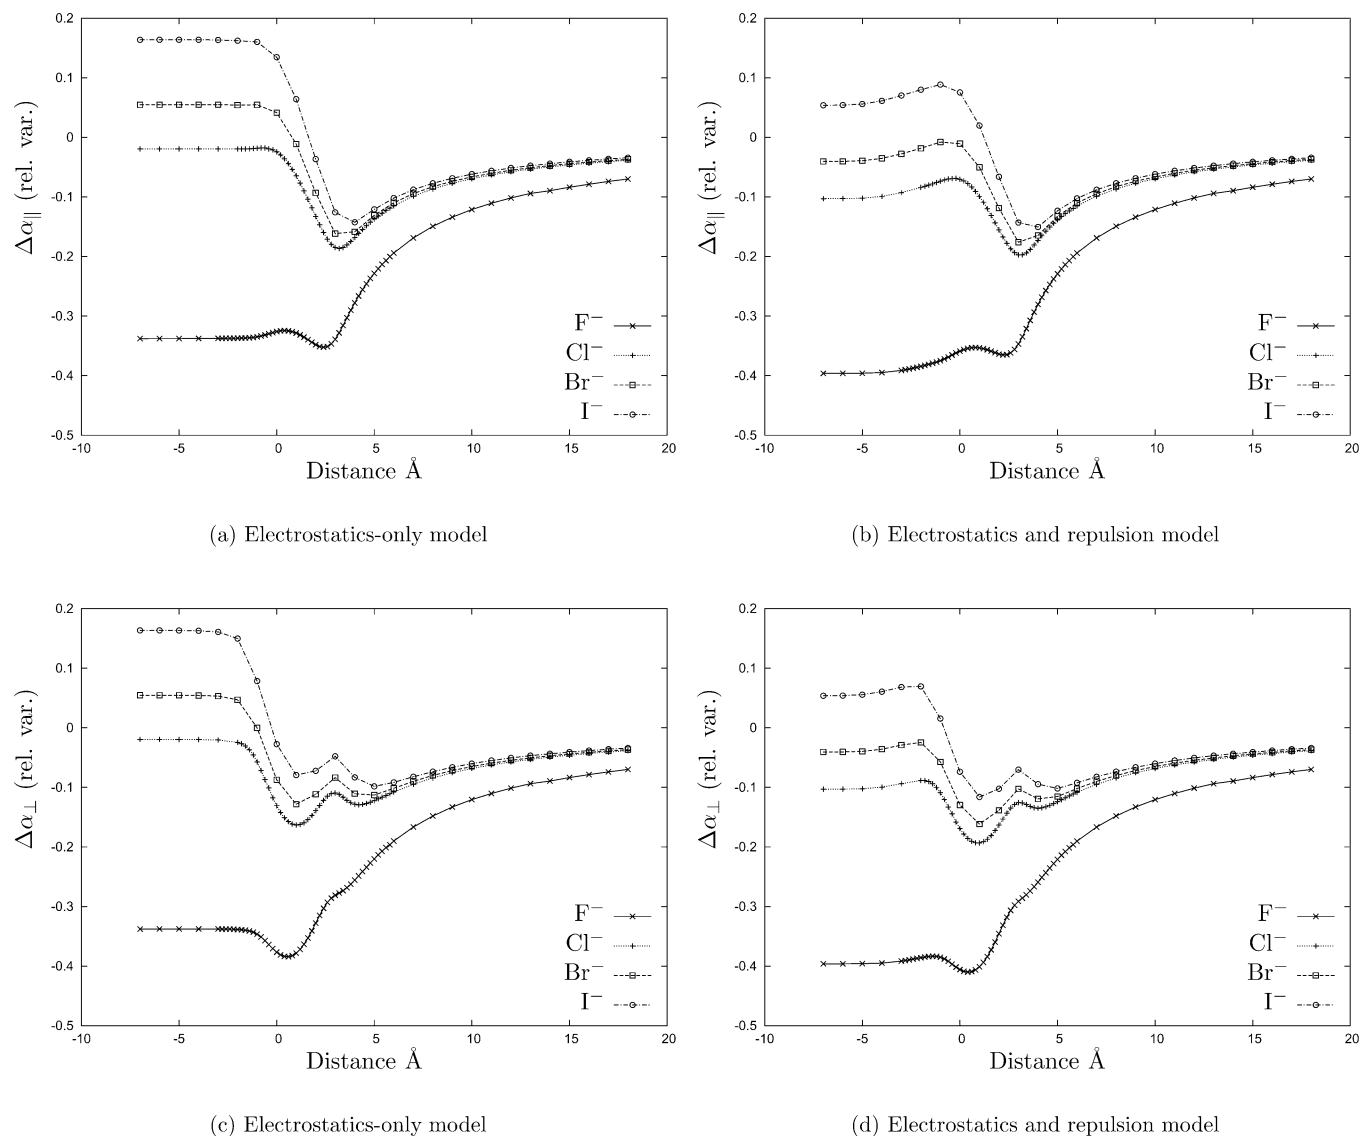 0.2
0.1
0
-0.1
-0.2
-0.3
-0.4
-0.5
-10 -5 0 5 10 15 20
Δα∥ (rel. var.)
Distance Å
F⁻
Cl⁻
Br⁻
I⁻
(a) Electrostatics-only model
0.2
0.1
0
-0.1
-0.2
-0.3
-0.4
-0.5
-10 -5 0 5 10 15 20
Δα∥ (rel. var.)
Distance Å
F⁻
Cl⁻
Br⁻
I⁻
(b) Electrostatics and repulsion model
0.2
0.1
0
-0.1
-0.2
-0.3
-0.4
-0.5
-10 -5 0 5 10 15 20
Δα⊥ (rel. var.)
Distance Å
F⁻
Cl⁻
Br⁻
I⁻
(c) Electrostatics-only model
0.2
0.1
0
-0.1
-0.2
-0.3
-0.4
-0.5
-10 -5 0 5 10 15 20
Δα⊥ (rel. var.)
Distance Å
F⁻
Cl⁻
Br⁻
I⁻
(d) Electrostatics and repulsion model